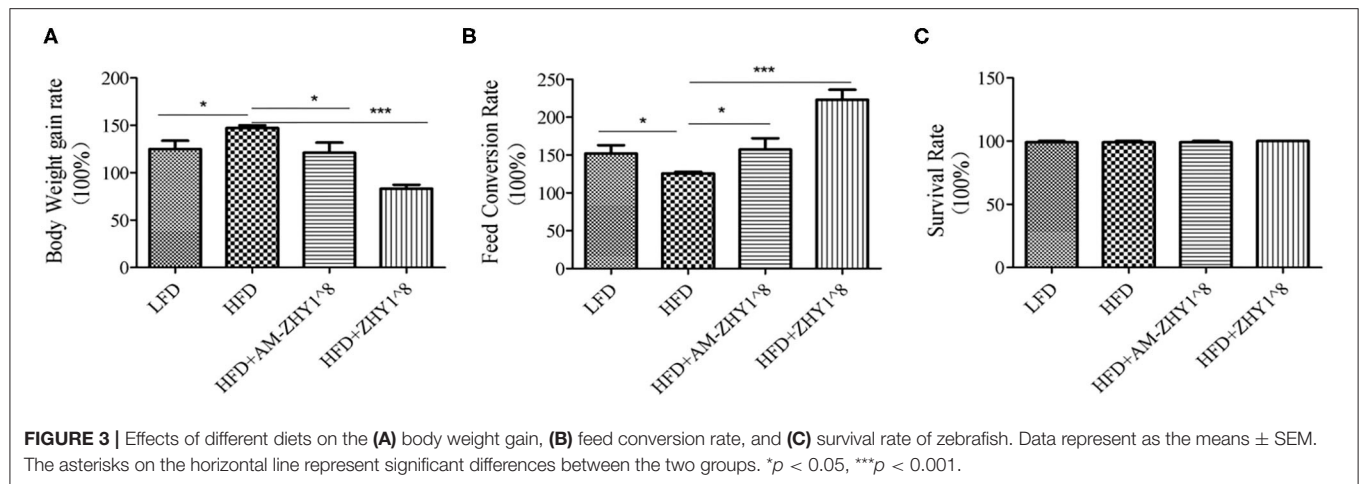 A
Body Weight gain rate
(100%)
200
150
100
50
0
*
*
***
LFD
HFD
HFD+AM-ZHY1^8
HFD+ZHY1^8
B
Feed Conversion Rate
(100%)
250
200
150
100
50
0
*
*
***
LFD
HFD
HFD+AM-ZHY1^8
HFD+ZHY1^8
C
Survival Rate
(100%)
150
100
50
0
LFD
HFD
HFD+AM-ZHY1^8
HFD+ZHY1^8
FIGURE 3 | Effects of different diets on the (A) body weight gain, (B) feed conversion rate, and (C) survival rate of zebrafish. Data represent as the means ± SEM.
The asterisks on the horizontal line represent significant differences between the two groups. *p < 0.05, ***p < 0.001.